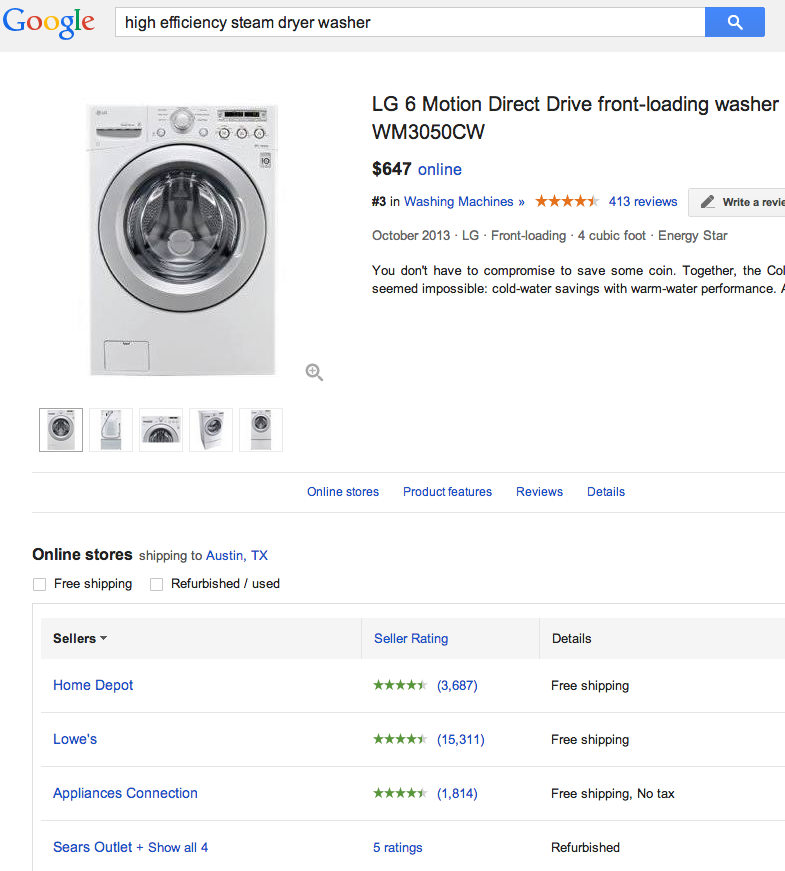 Google
high efficiency steam dryer washer
LG 6 Motion Direct Drive front-loading washer
WM3050CW
$647 online
#3 in Washing Machines » 413 reviews
Write a revie
October 2013 · LG · Front-loading · 4 cubic foot · Energy Star
You don't have to compromise to save some coin. Together, the Col
seemed impossible: cold-water savings with warm-water performance. A
Online stores Product features Reviews Details
Online stores shipping to Austin, TX
Free shipping Refurbished / used
Sellers Seller Rating Details
Home Depot (3,687) Free shipping
Lowe's (15,311) Free shipping
Appliances Connection (1,814) Free shipping, No tax
Sears Outlet + Show all 4 5 ratings Refurbished